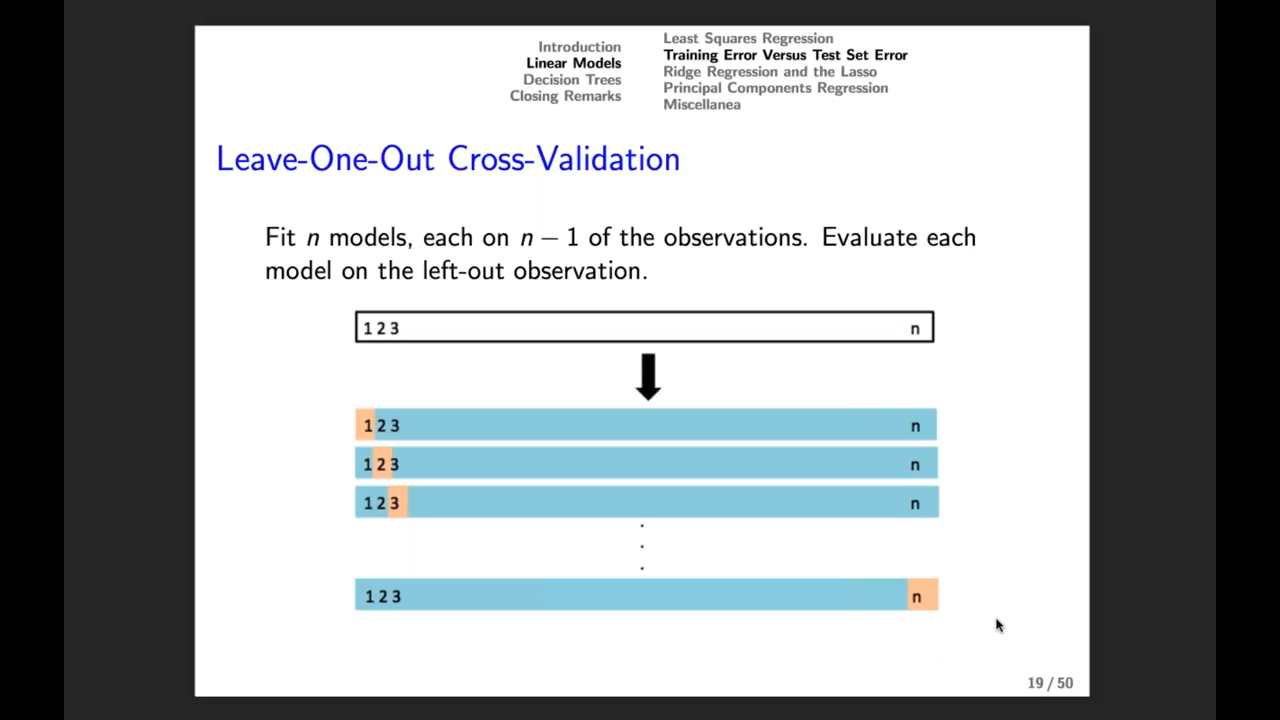 Introduction
Linear Models
Decision Trees
Closing Remarks
Least Squares Regression
Training Error Versus Test Set Error
Ridge Regression and the Lasso
Principal Components Regression
Miscellanea
Leave-One-Out Cross-Validation
Fit n models, each on n − 1 of the observations. Evaluate each
model on the left-out observation.
1 2 3 n
1 2 3 n
1 2 3 n
1 2 3 n
1 2 3 n
19 / 50